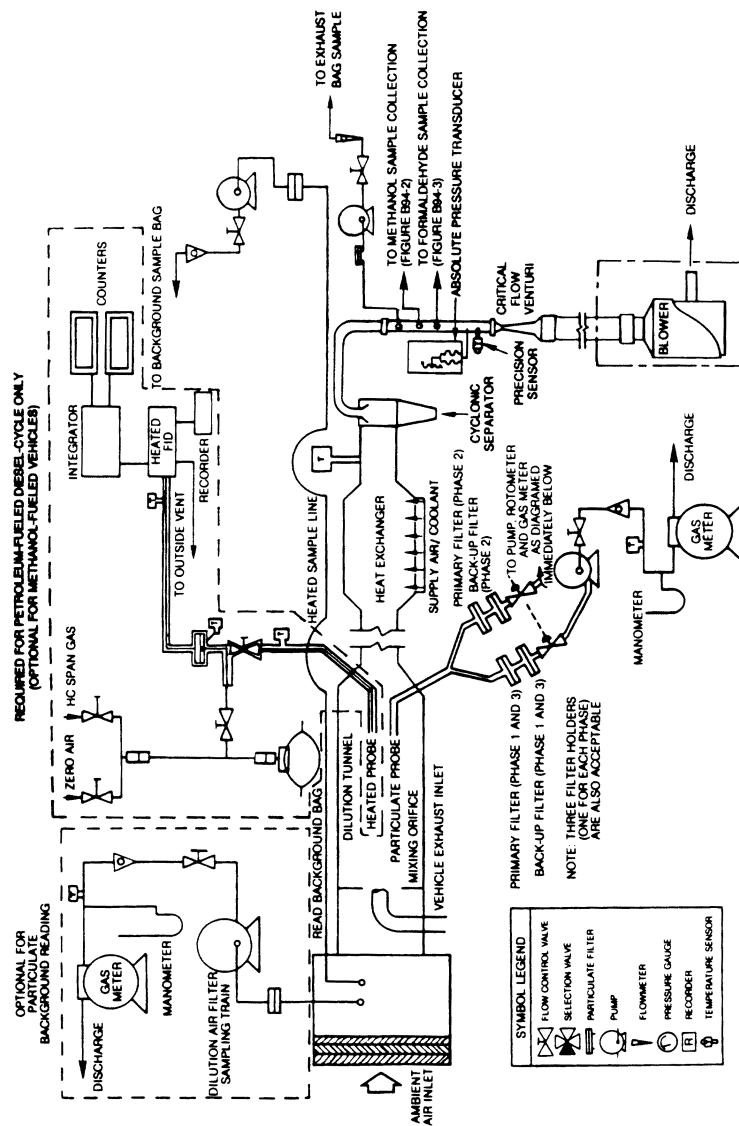 REQUIRED FOR PETROLEUM-FUELED DIESEL-CYCLE ONLY
(OPTIONAL FOR METHANOL-FUELED VEHICLES)
ZERO AIR
HC SPAN GAS
INTEGRATOR
COUNTERS
HEATED
FID
RECORDER
TO OUTSIDE VENT
TO BACKGROUND SAMPLE BAG
OPTIONAL FOR
PARTICULATE
BACKGROUND READING
DISCHARGE
GAS
METER
MANOMETER
DILUTION AIR FILTER
SAMPLING TRAIN
READ BACKGROUND BAG
HEATED SAMPLE LINE
TO EXHAUST
BAG SAMPLE
TO METHANOL SAMPLE COLLECTION
(FIGURE B94-2)
TO FORMALDEHYDE SAMPLE COLLECTION
(FIGURE B94-3)
ABSOLUTE PRESSURE TRANSDUCER
DILUTION TUNNEL
HEATED PROBE
PARTICULATE PROBE
MIXING ORIFICE
VEHICLE EXHAUST INLET
HEAT EXCHANGER
SUPPLY AIR/COOLANT
CYCLONIC
SEPARATOR
PRECISION
SENSOR
CRITICAL
FLOW
VENTURI
AMBIENT
AIR INLET
PRIMARY FILTER (PHASE 2)
BACK-UP FILTER
(PHASE 2)
TO PUMP, ROTOMETER
AND GAS METER
AS DIAGRAMED
IMMEDIATELY BELOW
BLOWER
DISCHARGE
PRIMARY FILTER (PHASE 1 AND 3)
BACK-UP FILTER (PHASE 1 AND 3)
NOTE: THREE FILTER HOLDERS
(ONE FOR EACH PHASE)
ARE ALSO ACCEPTABLE
MANOMETER
GAS
METER
DISCHARGE
SYMBOL LEGEND
FLOW CONTROL VALVE
SELECTION VALVE
PARTICULATE FILTER
PUMP
FLOWMETER
PRESSURE GAUGE
R RECORDER
TEMPERATURE SENSOR
T